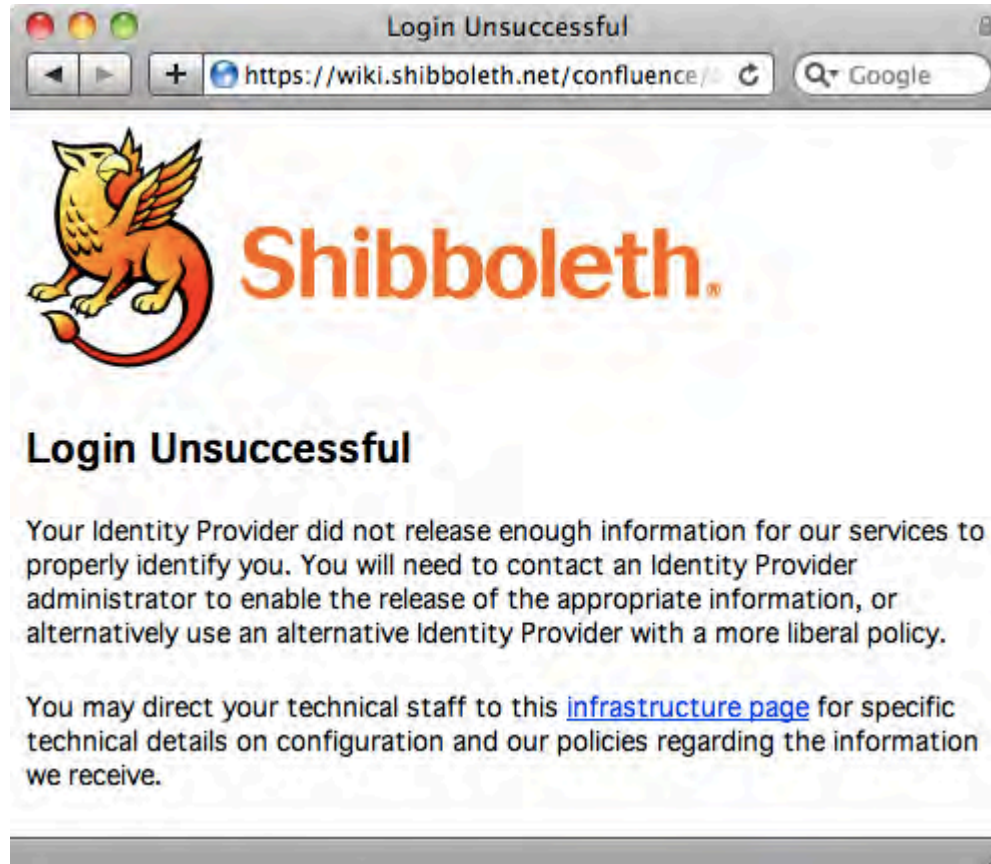 Login Unsuccessful
https://wiki.shibboleth.net/confluence/
Google
Shibboleth®
Login Unsuccessful
Your Identity Provider did not release enough information for our services to
properly identify you. You will need to contact an Identity Provider
administrator to enable the release of the appropriate information, or
alternatively use an alternative Identity Provider with a more liberal policy.
You may direct your technical staff to this infrastructure page for specific
technical details on configuration and our policies regarding the information
we receive.